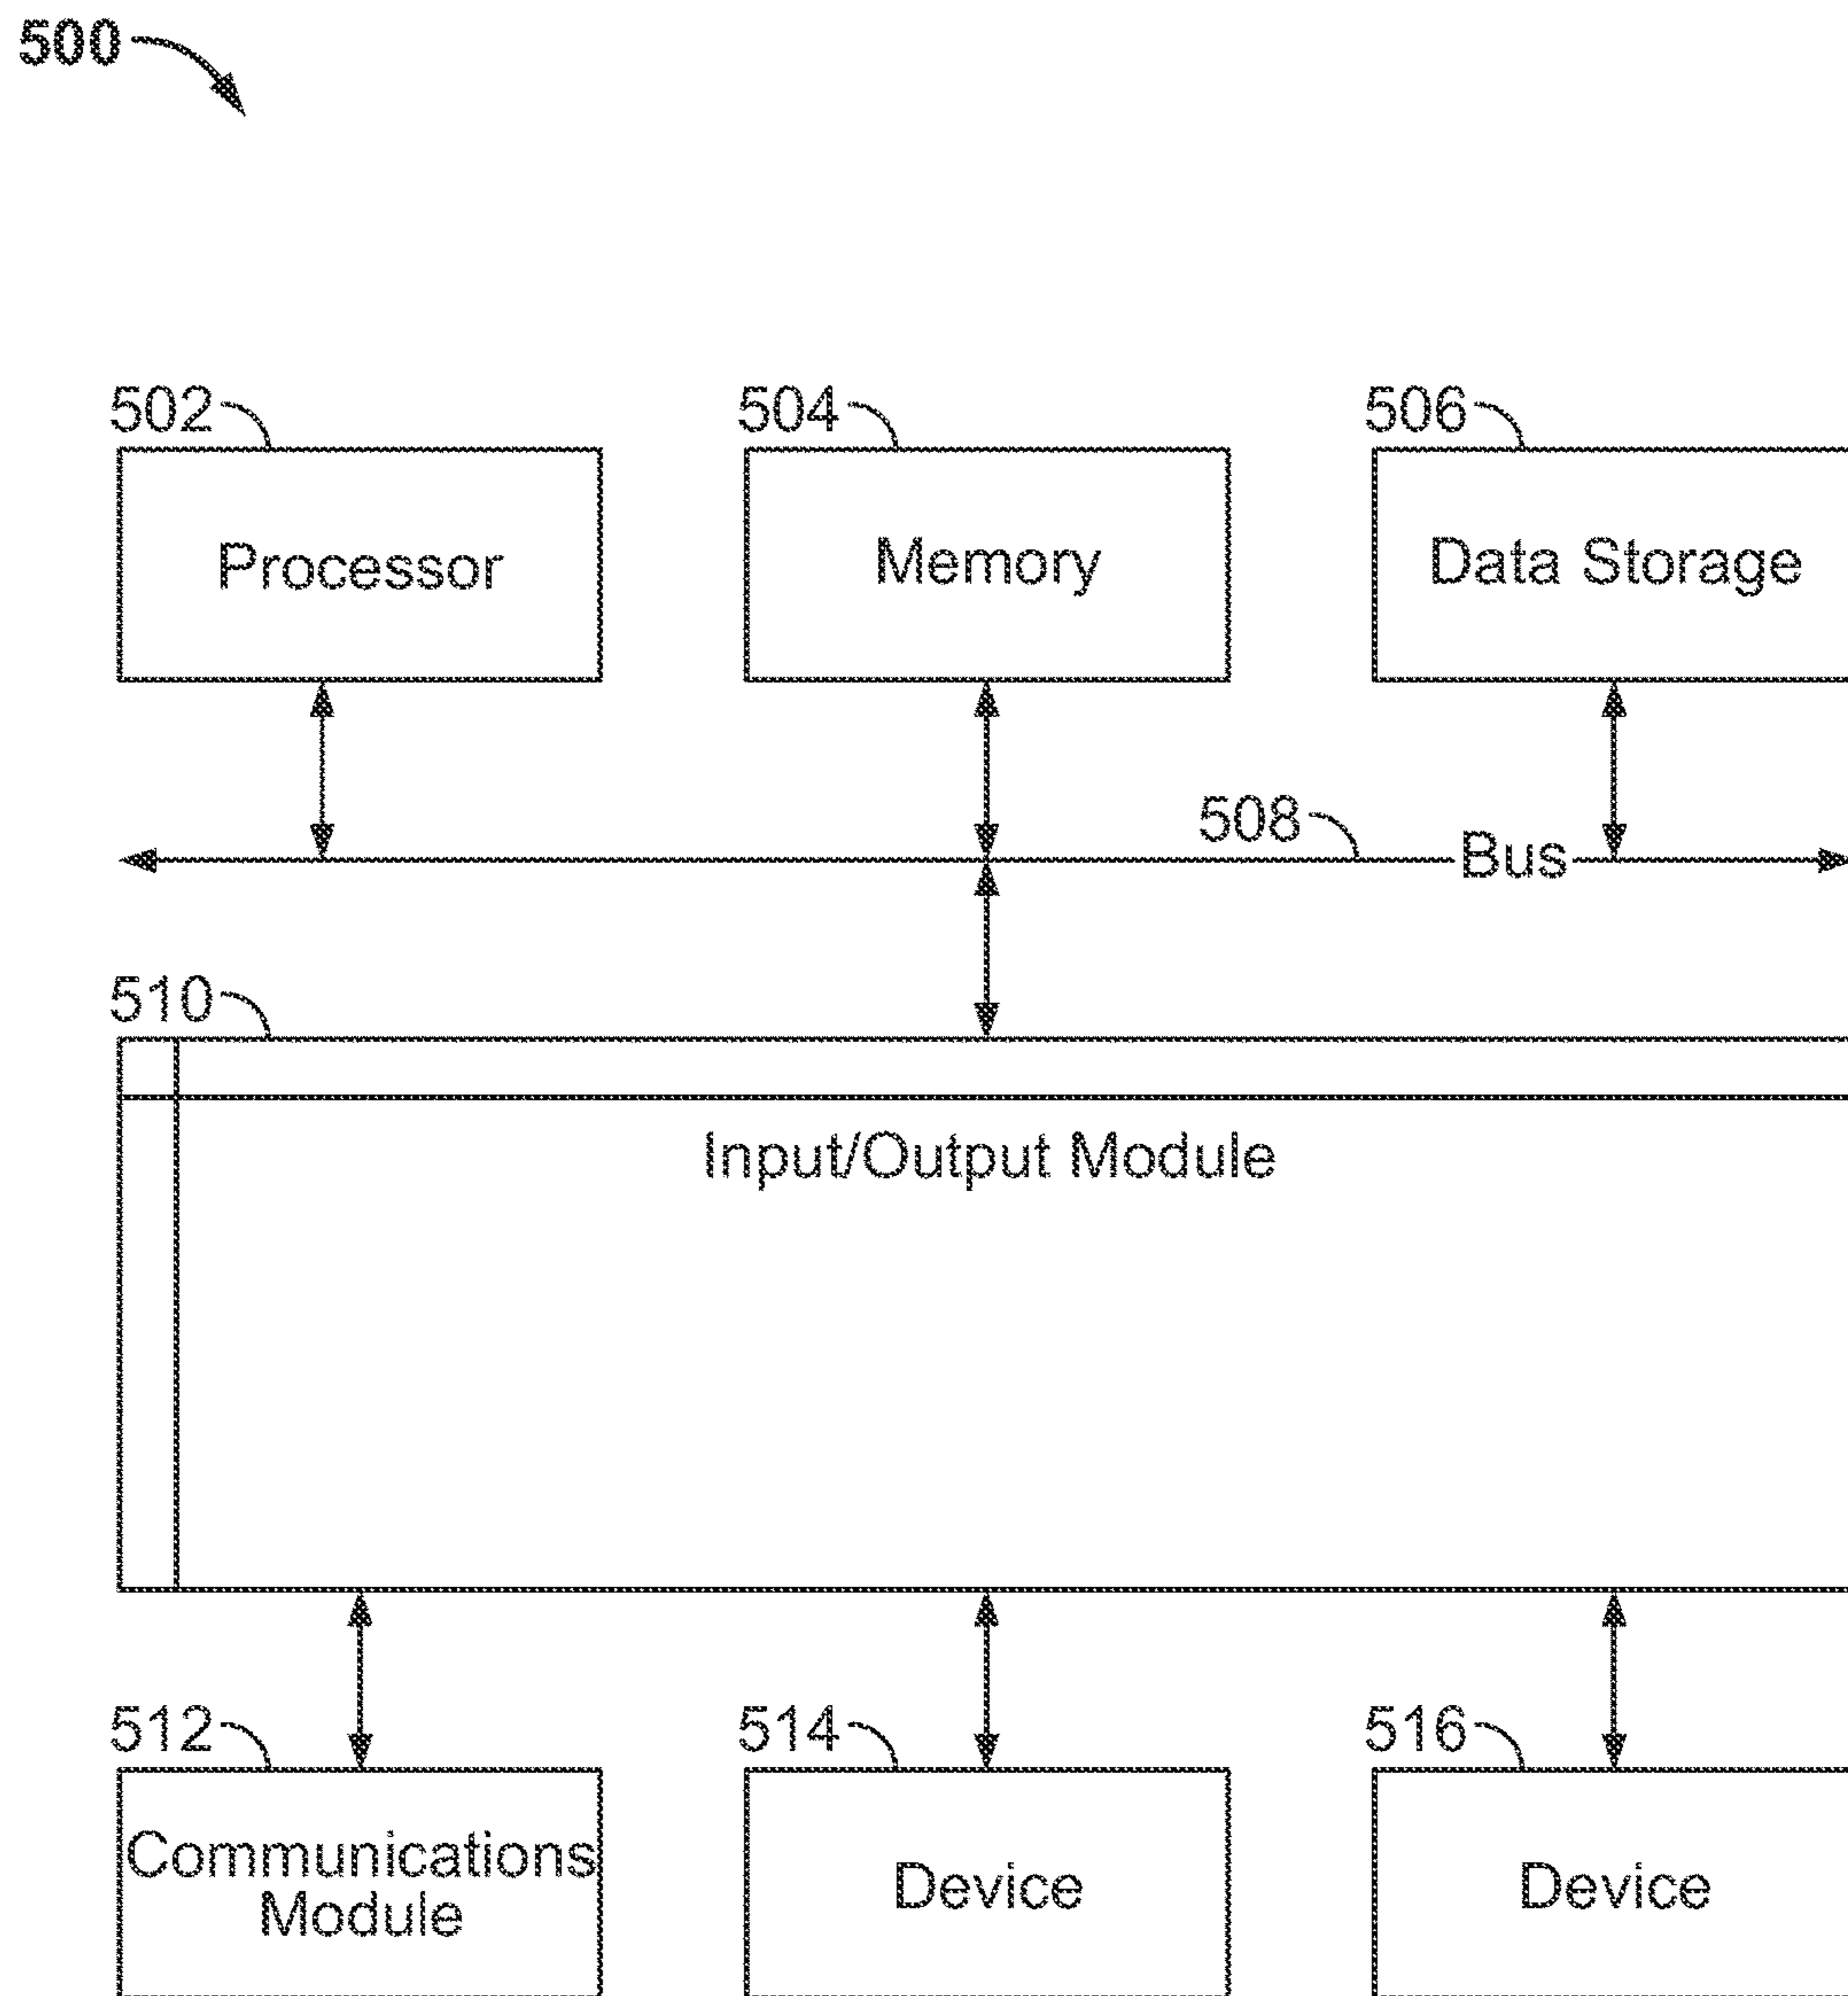 500
502
504
506
Processor
Memory
Data Storage
508
Bus
510
Input/Output Module
512
514
516
Communications
Module
Device
Device